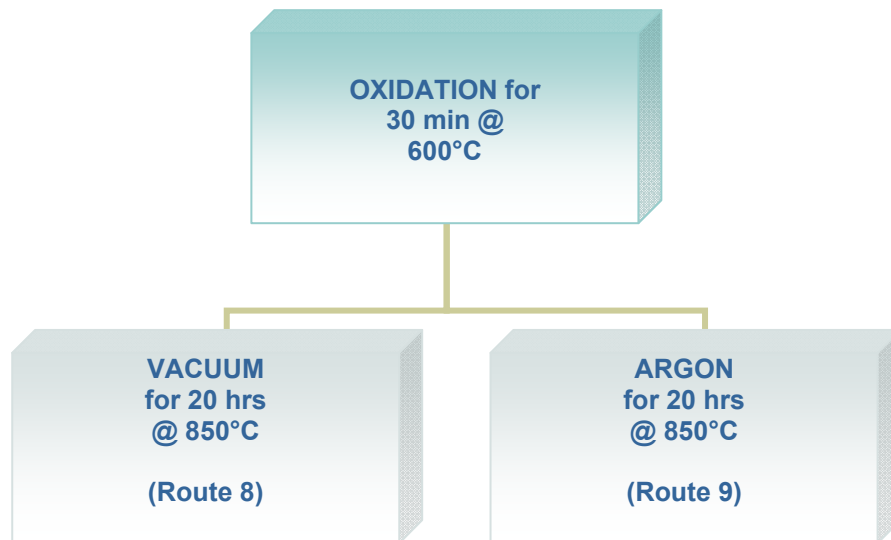 OXIDATION for
30 min @
600°C
VACUUM
for 20 hrs
@ 850°C
(Route 8)
ARGON
for 20 hrs
@ 850°C
(Route 9)